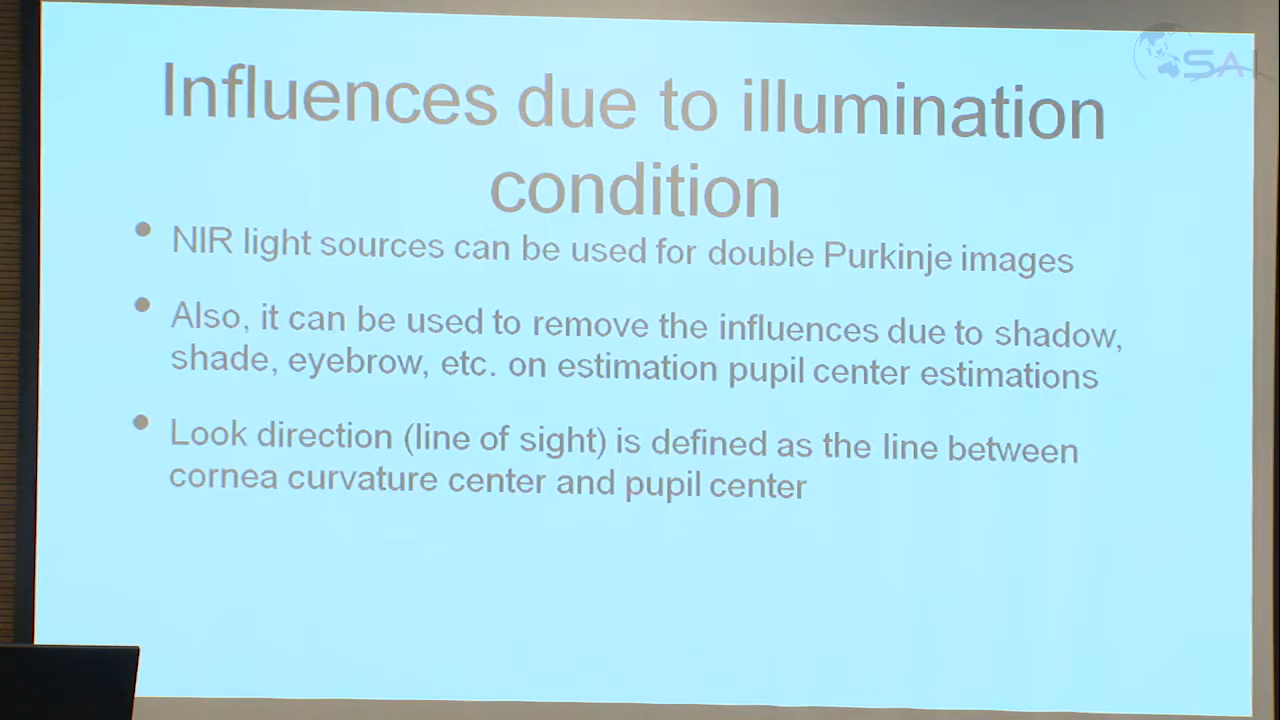 SAI
Influences due to illumination
condition
• NIR light sources can be used for double Purkinje images
• Also, it can be used to remove the influences due to shadow,
shade, eyebrow, etc. on estimation pupil center estimations
• Look direction (line of sight) is defined as the line between
cornea curvature center and pupil center